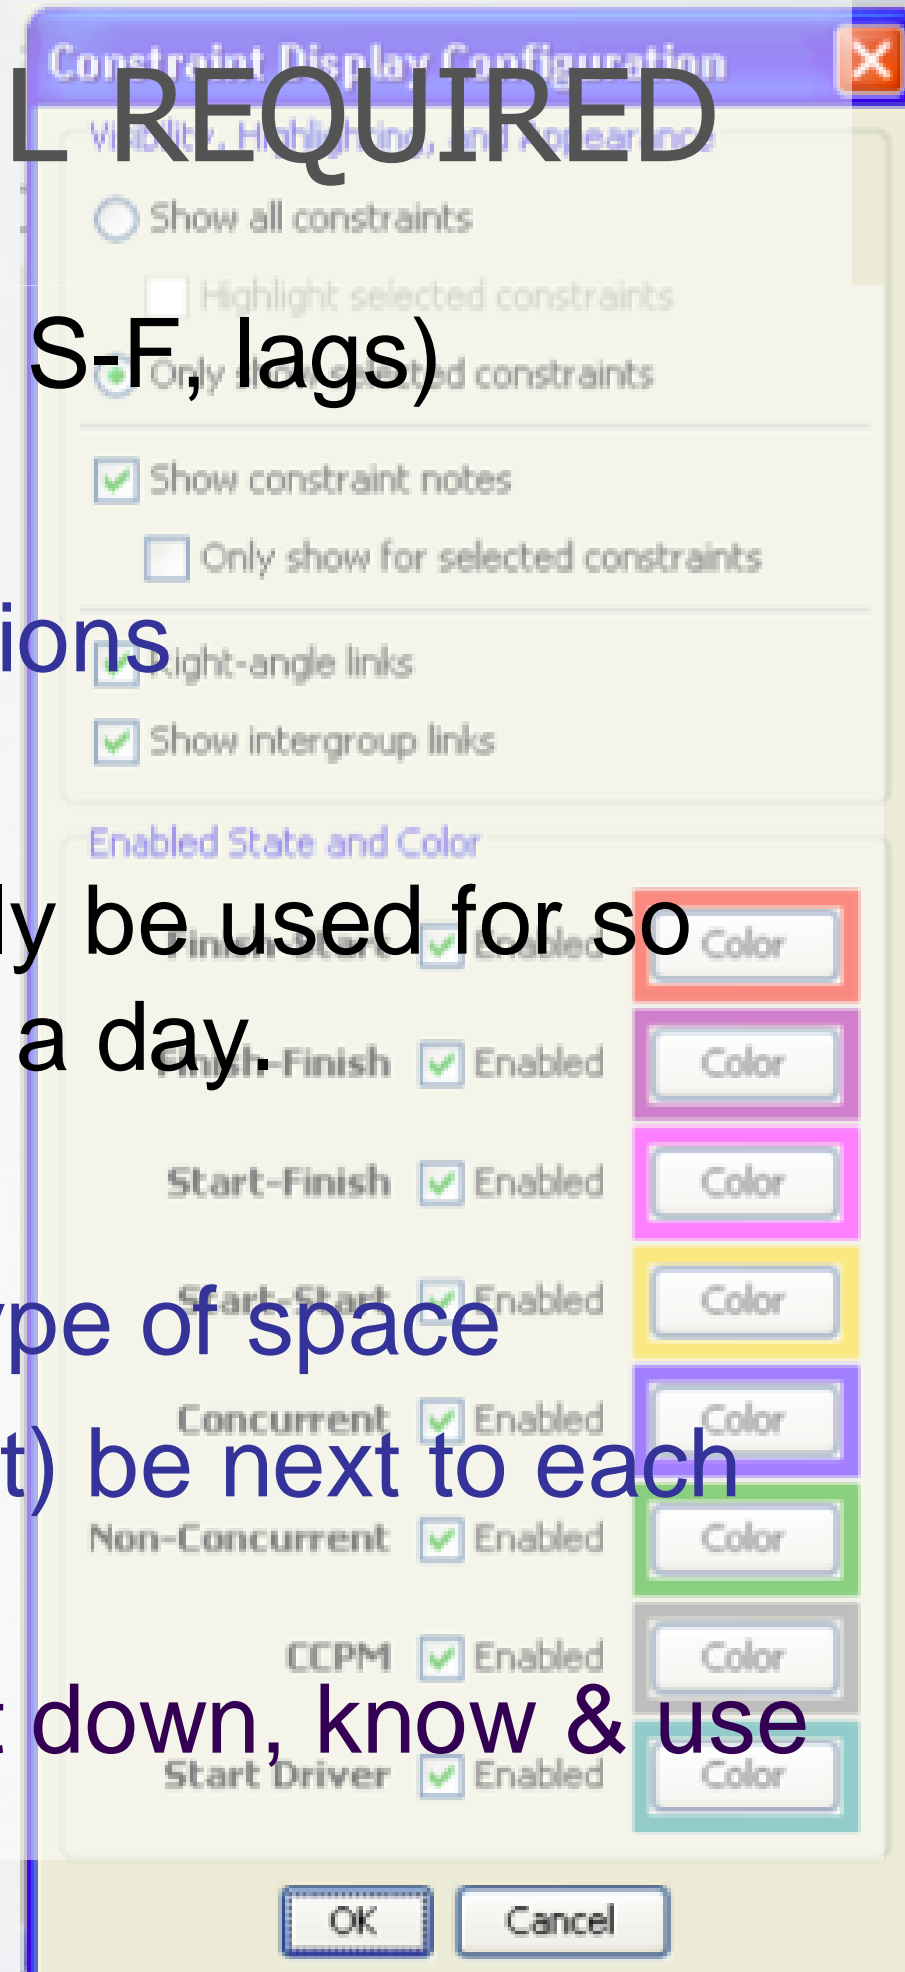 Constraint Display Configuration
L REQUIRED
Visibility, Highlighting, and Appearance
Show all constraints
Highlight selected constraints
S-F, lags)
Only show selected constraints
Show constraint notes
Only show for selected constraints
ions
Right-angle links
Show intergroup links
Enabled State and Color
ly be used for so
Finish-Start Enabled Color
a day.
Finish-Finish Enabled Color
Start-Finish Enabled Color
ype of space
Start-Start Enabled Color
Concurrent Enabled Color
t) be next to each
Non-Concurrent Enabled Color
CCPM Enabled Color
t down, know & use
Start Driver Enabled Color
OK Cancel